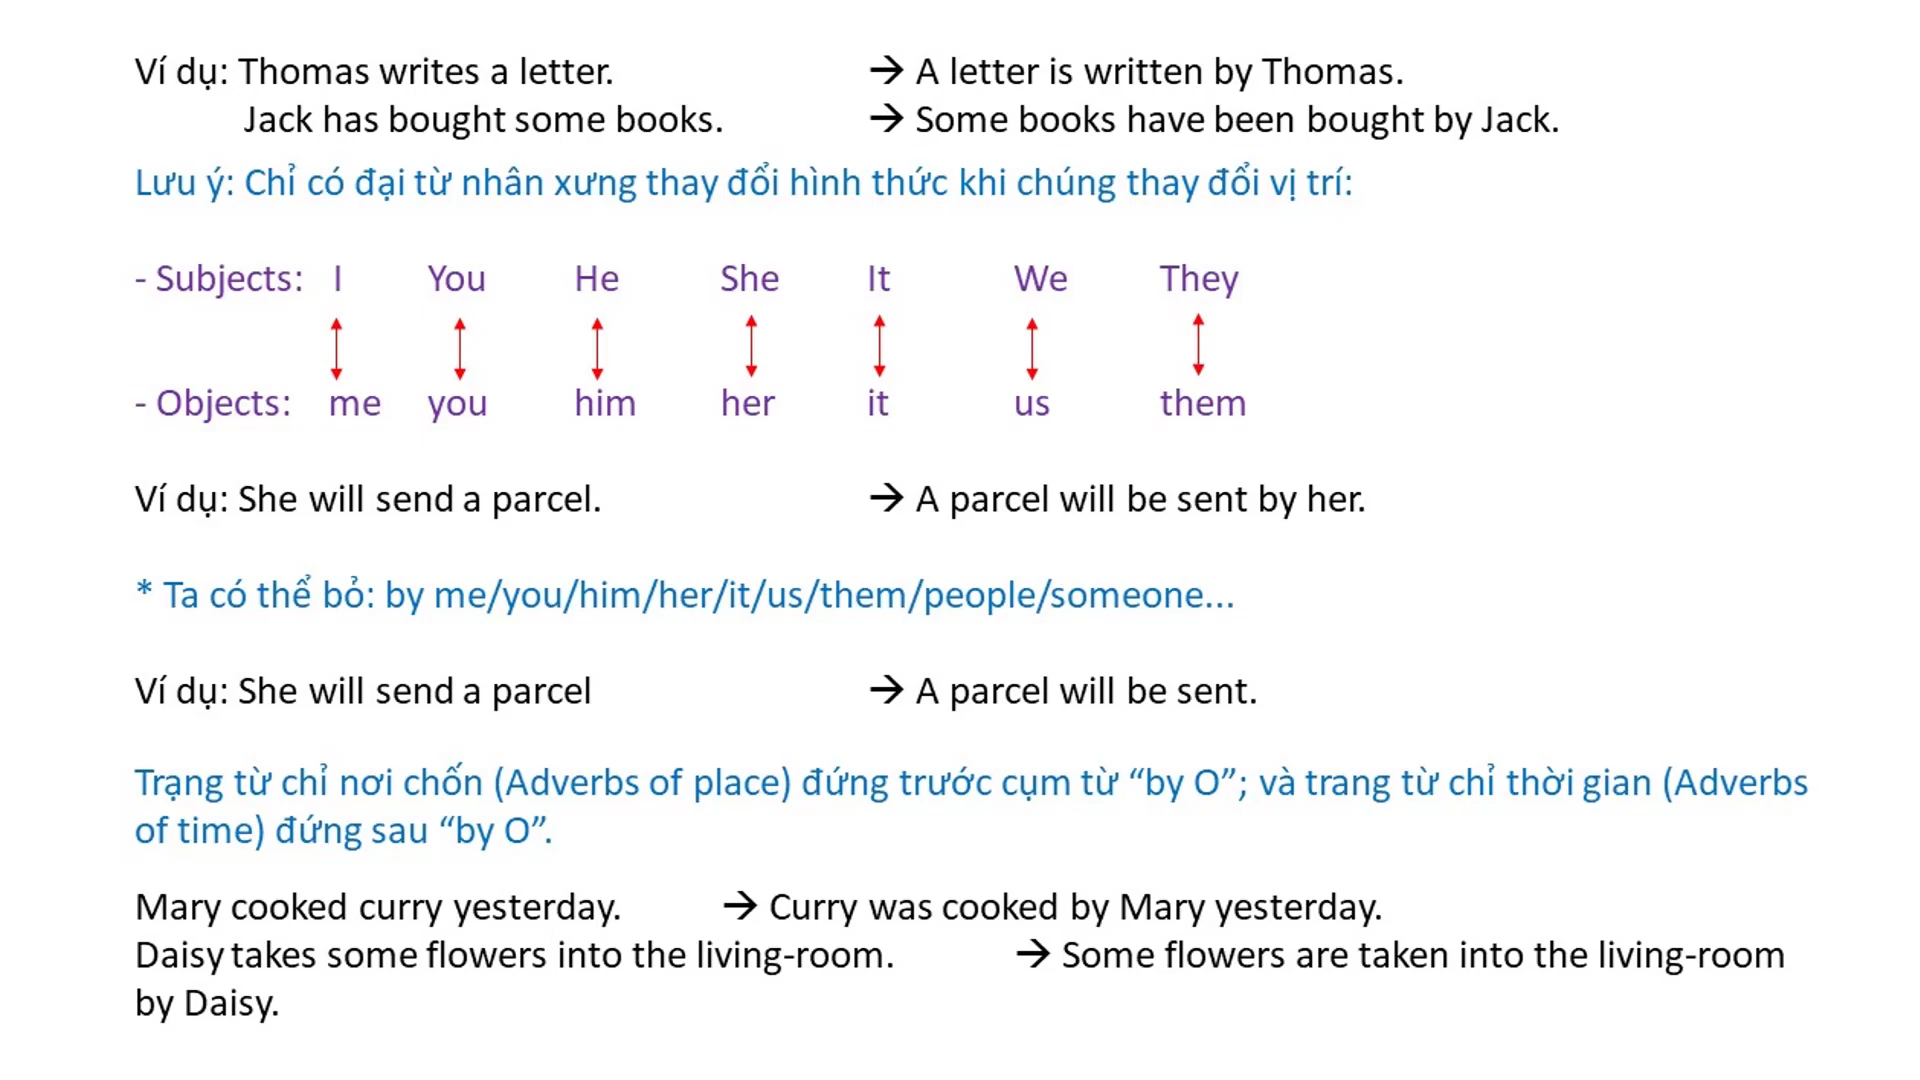 Ví dụ: Thomas writes a letter. → A letter is written by Thomas.
Jack has bought some books. → Some books have been bought by Jack.
Lưu ý: Chỉ có đại từ nhân xưng thay đổi hình thức khi chúng thay đổi vị trí:
- Subjects: I You He She It We They
- Objects: me you him her it us them
Ví dụ: She will send a parcel. → A parcel will be sent by her.
* Ta có thể bỏ: by me/you/him/her/it/us/them/people/someone...
Ví dụ: She will send a parcel → A parcel will be sent.
Trạng từ chỉ nơi chốn (Adverbs of place) đứng trước cụm từ “by O”; và trang từ chỉ thời gian (Adverbs
of time) đứng sau “by O”.
Mary cooked curry yesterday. → Curry was cooked by Mary yesterday.
Daisy takes some flowers into the living-room. → Some flowers are taken into the living-room
by Daisy.